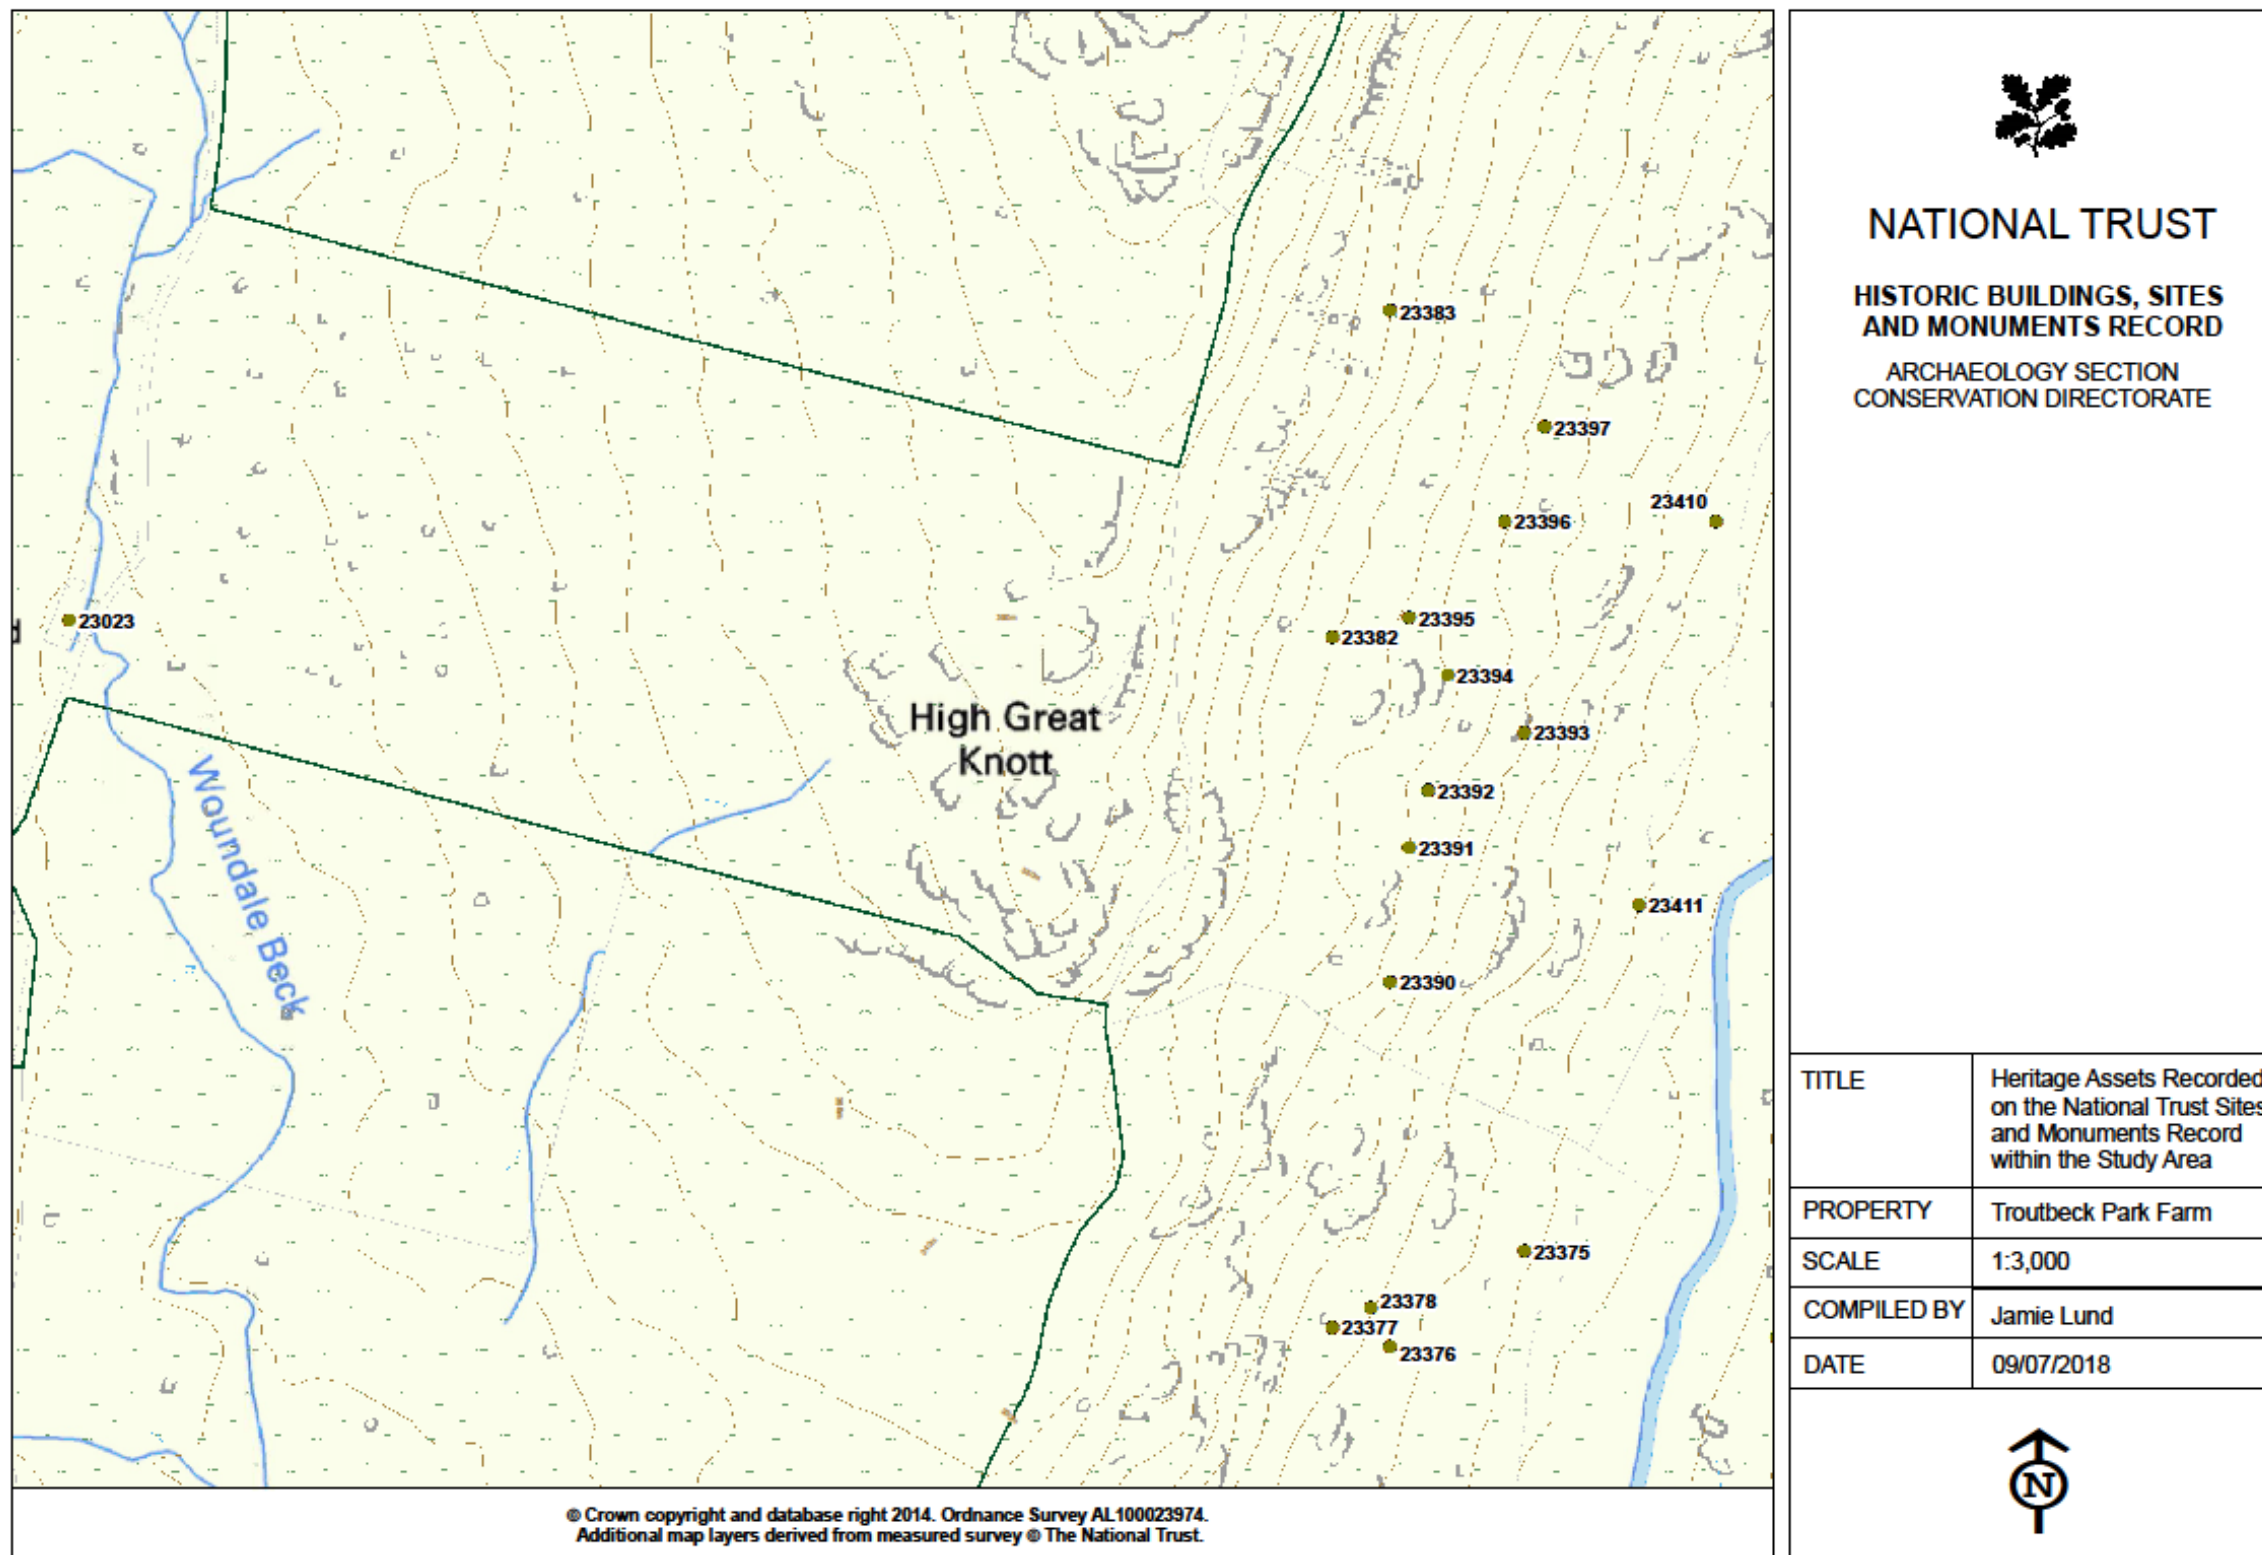 23383
23397
23410
23396
23023
23395
23382
23394
23393
High Great
Knott
23392
23391
Woundale Beck
23411
23390
23375
23378
23377
23376
© Crown copyright and database right 2014. Ordnance Survey AL100023974.
Additional map layers derived from measured survey © The National Trust.
NATIONAL TRUST
HISTORIC BUILDINGS, SITES
AND MONUMENTS RECORD
ARCHAEOLOGY SECTION
CONSERVATION DIRECTORATE
TITLE
Heritage Assets Recorded
on the National Trust Sites
and Monuments Record
within the Study Area
PROPERTY
Troutbeck Park Farm
SCALE
1:3,000
COMPILED BY
Jamie Lund
DATE
09/07/2018
N